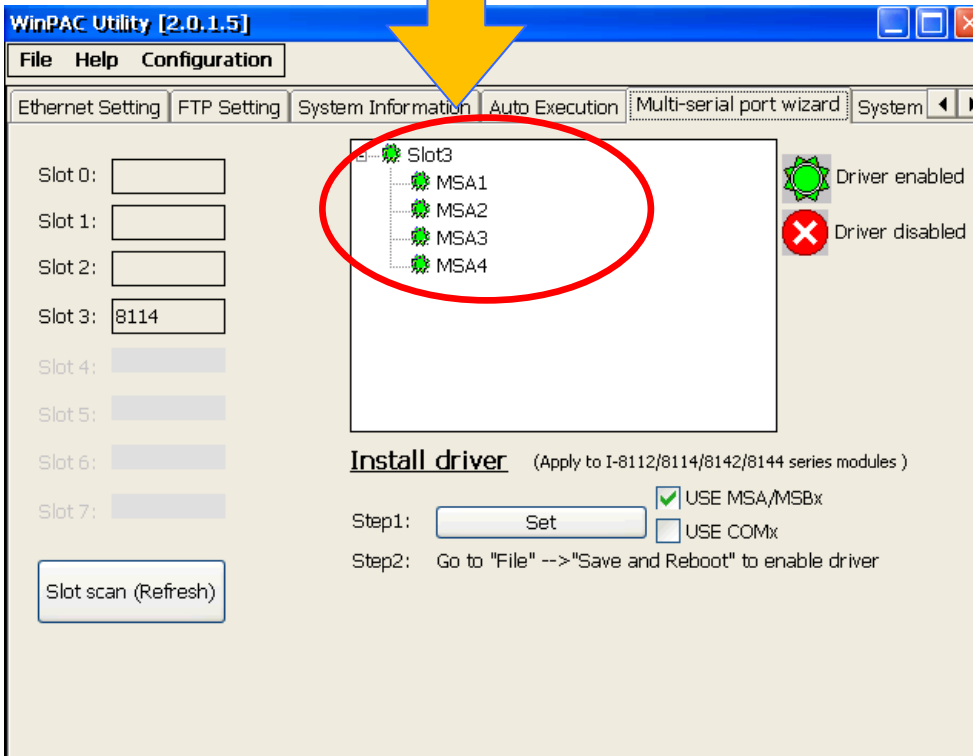 WinPAC Utility [2.0.1.5]
File Help Configuration
Ethernet Setting FTP Setting System Information Auto Execution Multi-serial port wizard System
Slot 0:
Slot 1:
Slot 2:
Slot 3: 8114
Slot 4:
Slot 5:
Slot 6:
Slot 7:
Slot scan (Refresh)
Slot3
MSA1
MSA2
MSA3
MSA4
Driver enabled
Driver disabled
Install driver (Apply to I-8112/8114/8142/8144 series modules )
Step1: Set
USE MSA/MSBx
USE COMx
Step2: Go to "File" -->"Save and Reboot" to enable driver